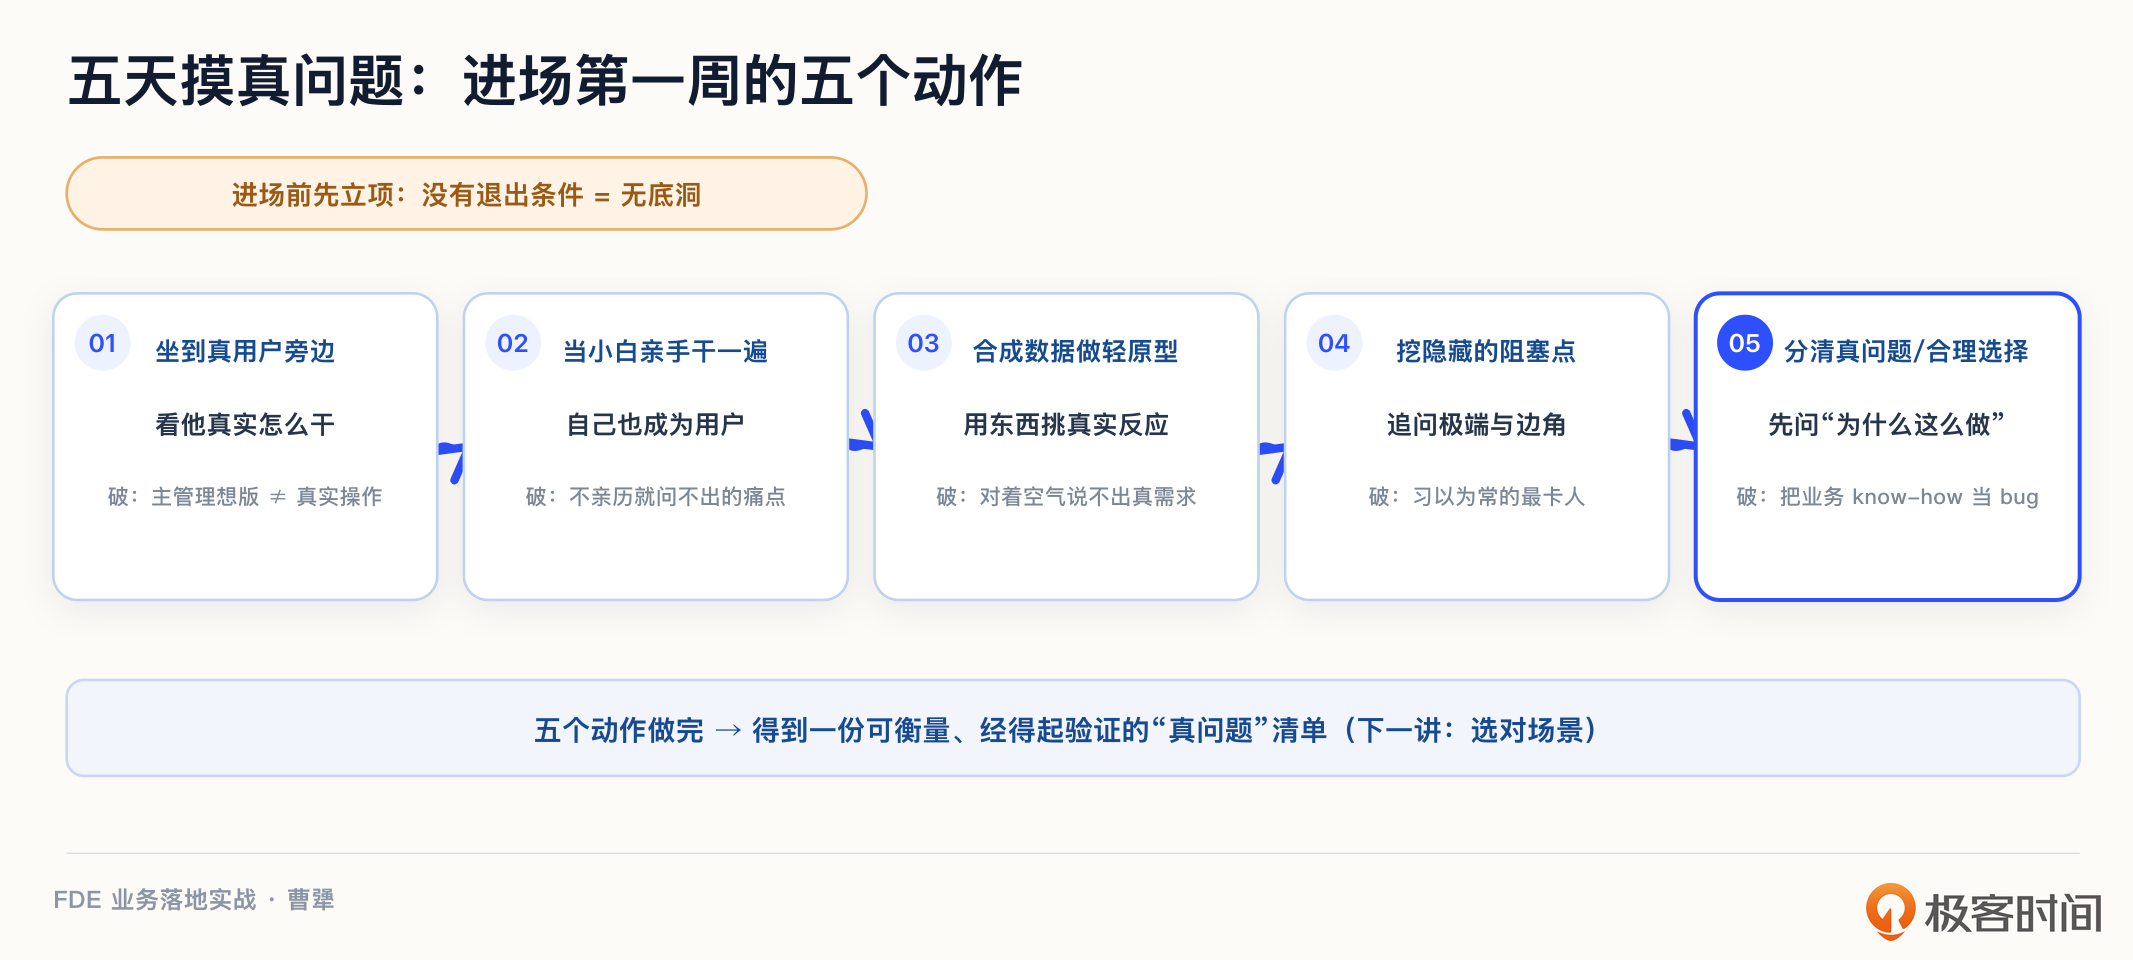 五天摸真问题：进场第一周的五个动作
进场前先立项：没有退出条件 = 无底洞
01
坐到真用户旁边
看他真实怎么干
破：主管理想版 ≠ 真实操作
02
当小白亲手干一遍
自己也成为用户
破：不亲历就问不出的痛点
03
合成数据做轻原型
用东西挑真实反应
破：对着空气说不出真需求
04
挖隐藏的阻塞点
追问极端与边角
破：习以为常的最卡人
05
分清真问题/合理选择
先问“为什么这么做”
破：把业务 know-how 当 bug
五个动作做完 → 得到一份可衡量、经得起验证的“真问题”清单（下一讲：选对场景）
FDE 业务落地实战 · 曹犟
极客时间